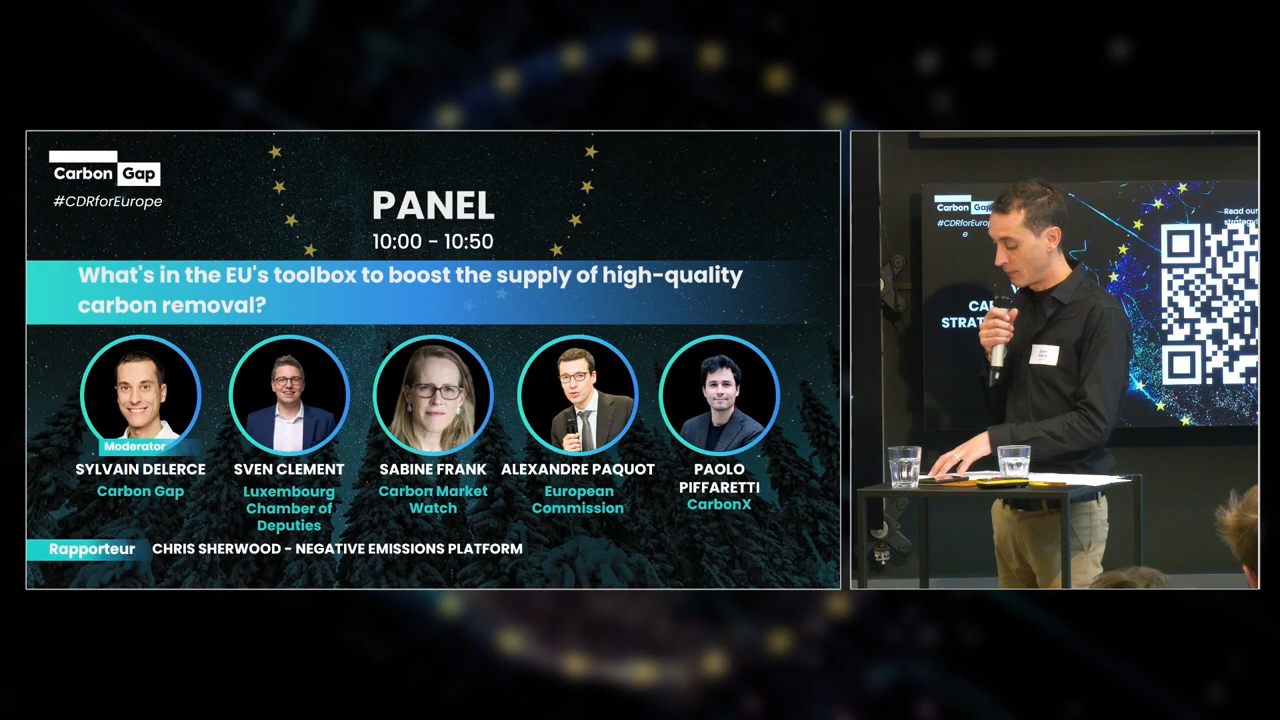 Carbon Gap
#CDRforEurope
PANEL
10:00 - 10:50
What's in the EU's toolbox to boost the supply of high-quality
carbon removal?
Moderator
SYLVAIN DELERCE
Carbon Gap
SVEN CLEMENT
Luxembourg
Chamber of
Deputies
SABINE FRANK
Carbon Market
Watch
ALEXANDRE PAQUOT
European
Commission
PAOLO
PIFFARETTI
CarbonX
Rapporteur CHRIS SHERWOOD - NEGATIVE EMISSIONS PLATFORM
Carbon
Read our